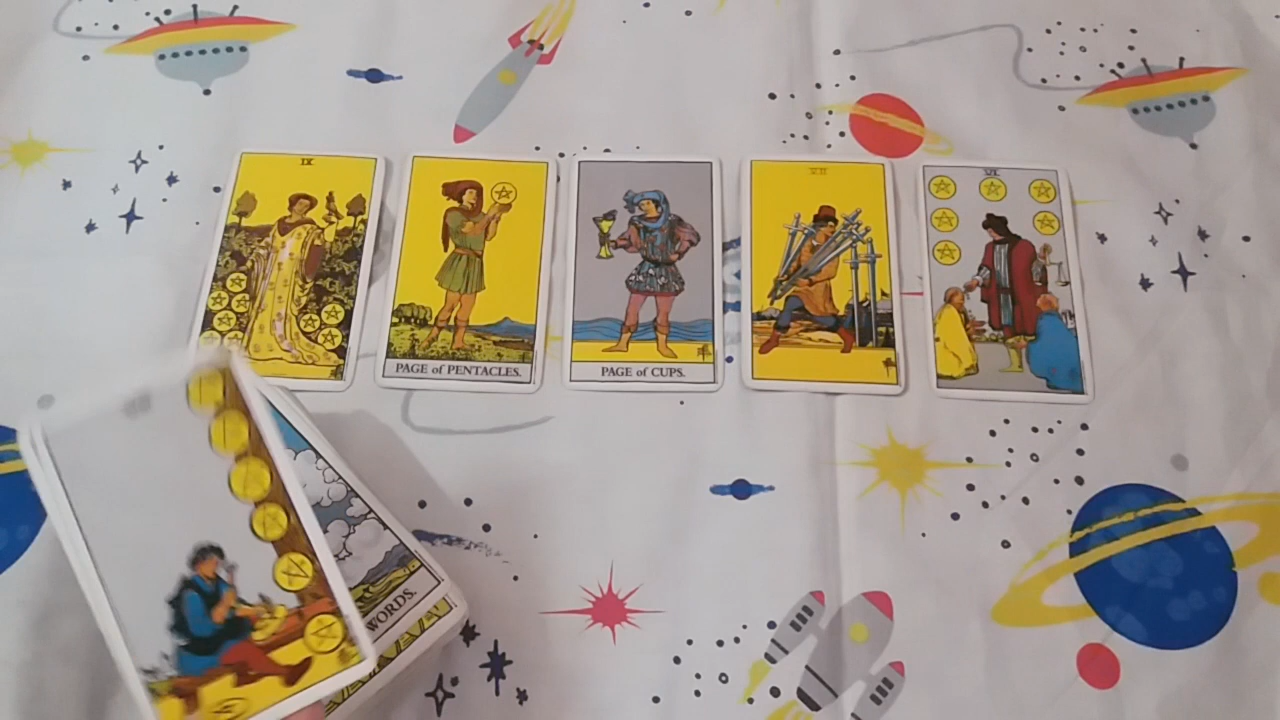 IX
PAGE of PENTACLES.
PAGE of CUPS.
VII
VI
WORDS.